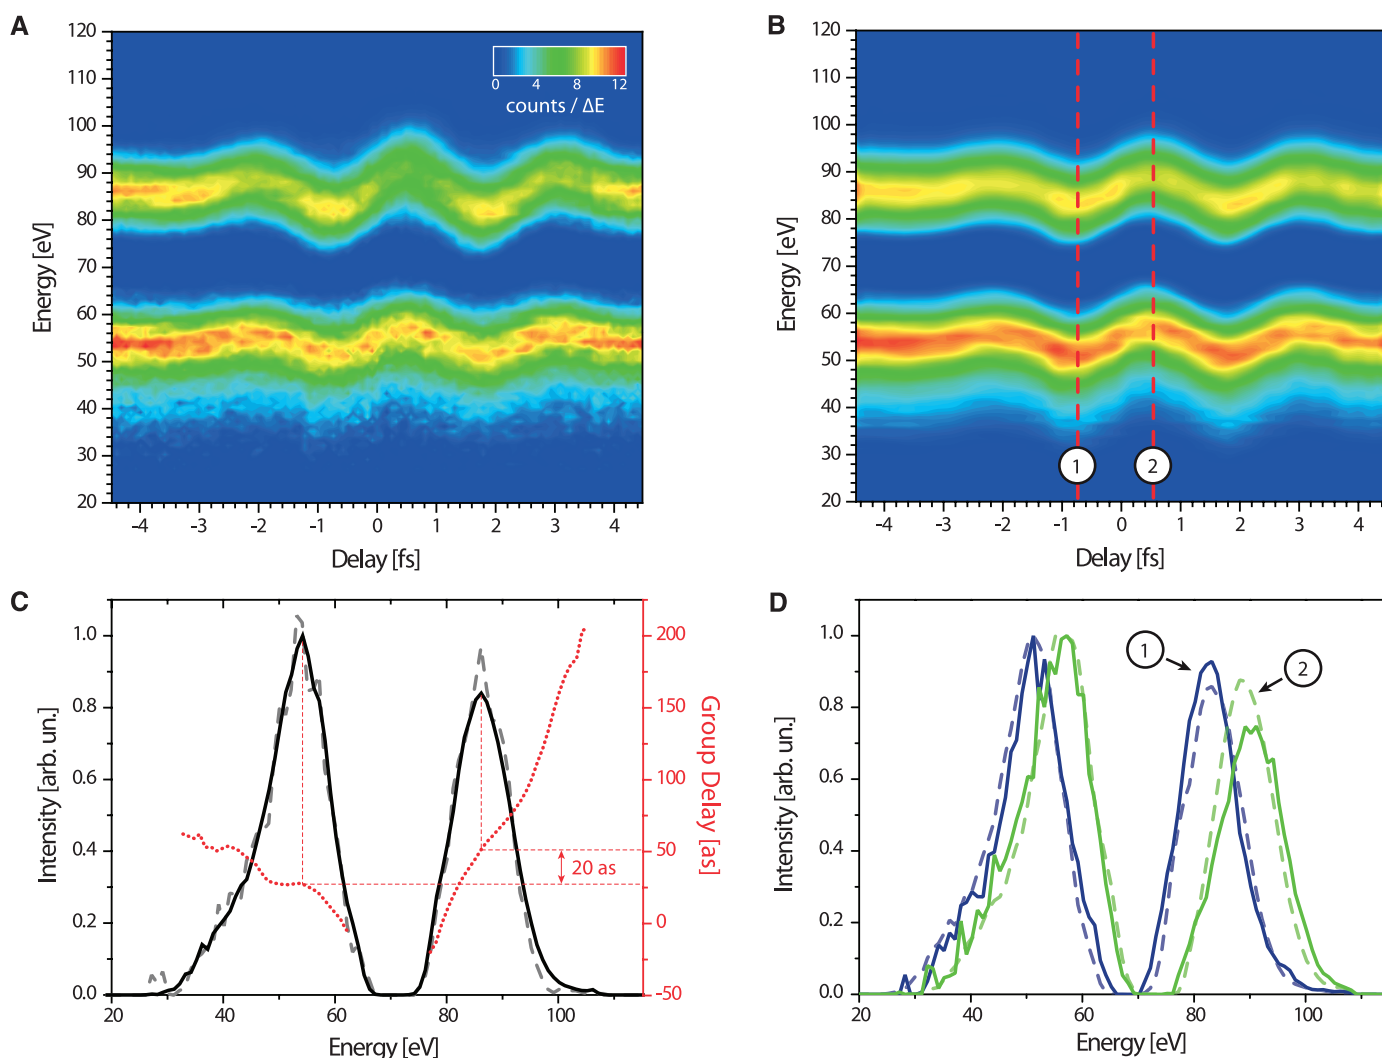 A
120
110
100
90
80
70
60
50
40
30
20
Energy [eV]
0 4 8 12
counts / ΔE
-4 -3 -2 -1 0 1 2 3 4
Delay [fs]
B
120
110
100
90
80
70
60
50
40
30
20
Energy [eV]
1 2
-4 -3 -2 -1 0 1 2 3 4
Delay [fs]
C
1.0
0.8
0.6
0.4
0.2
0.0
Intensity [arb. un.]
20 as
200
150
100
50
0
-50
Group Delay [as]
20 40 60 80 100
Energy [eV]
D
1.0
0.8
0.6
0.4
0.2
0.0
Intensity [arb. un.]
1
2
20 40 60 80 100
Energy [eV]